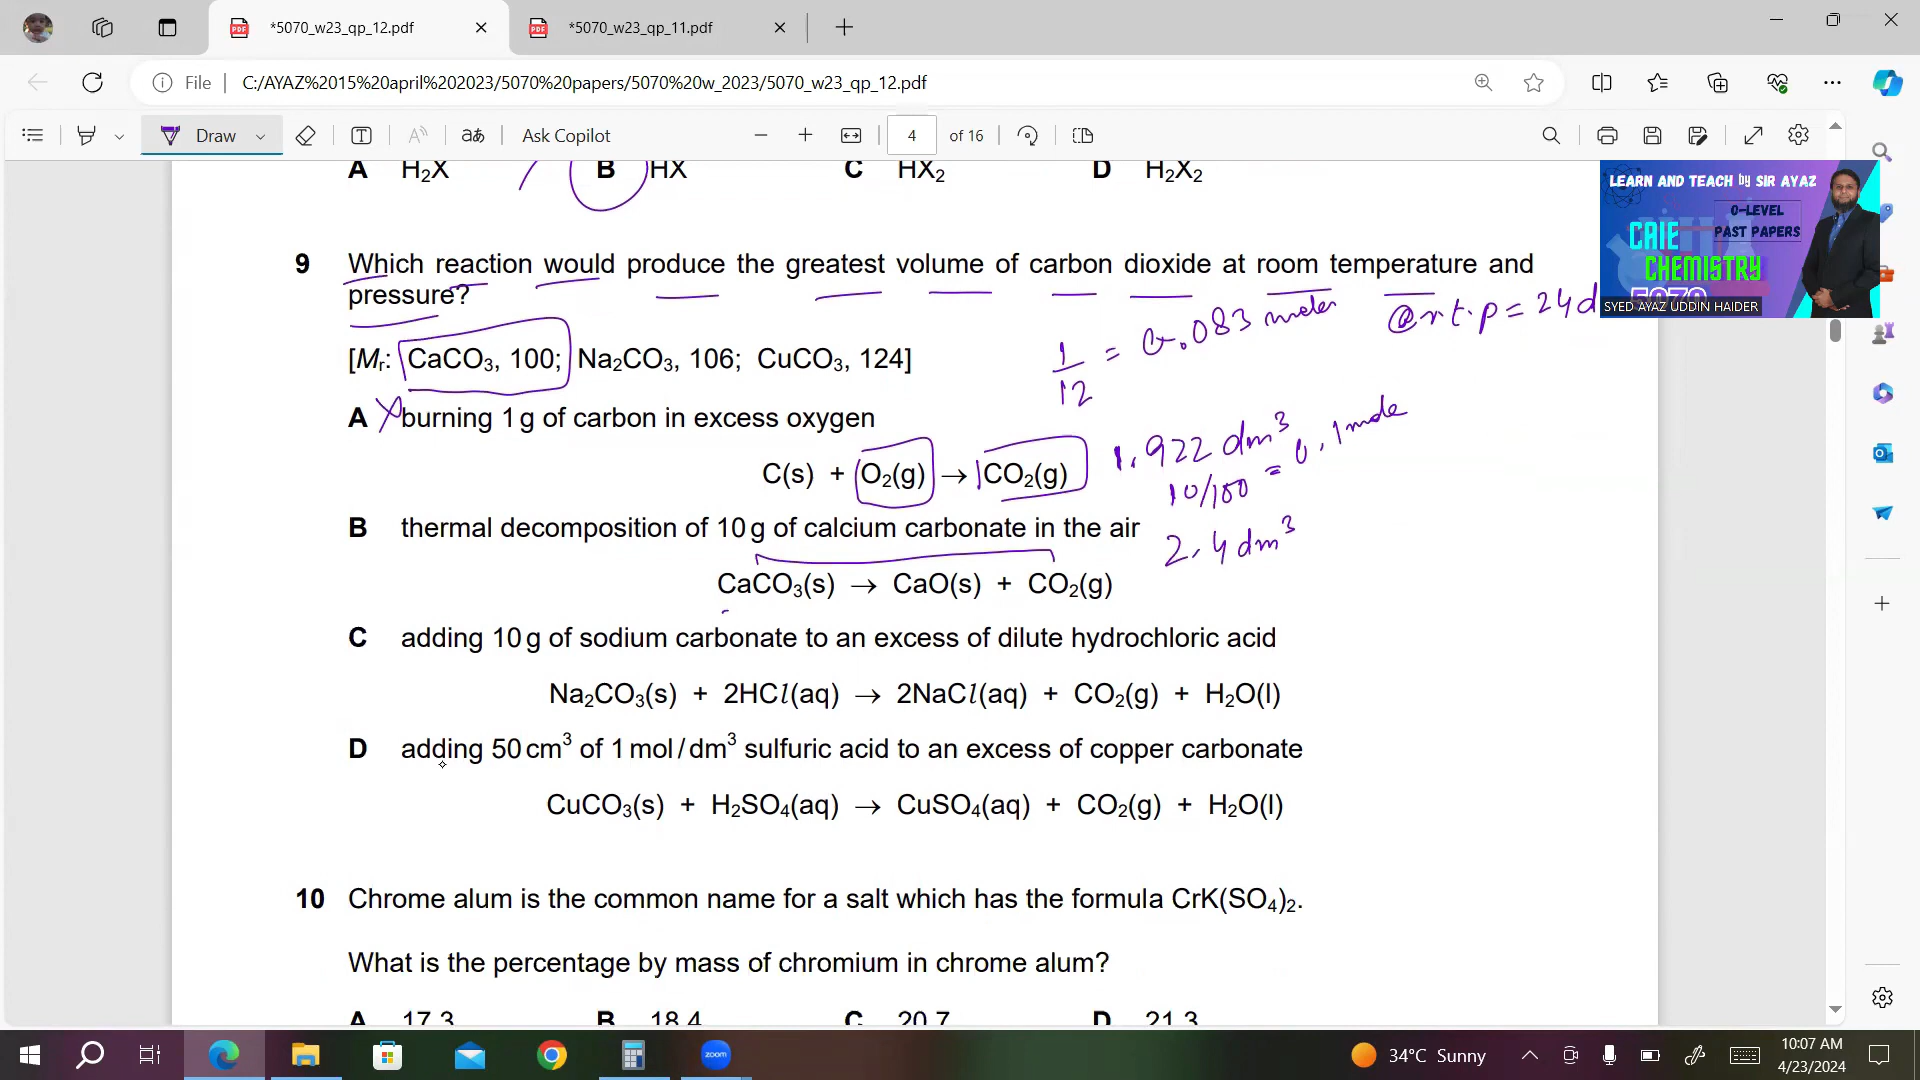 *5070_w23_qp_12.pdf
*5070_w23_qp_11.pdf
File
C:/AYAZ%2015%20april%202023/5070%20papers/5070%20w_2023/5070_w23_qp_12.pdf
Draw
aあ
Ask Copilot
4
of 16
A H₂X B HX C HX₂ D H₂X₂
LEARN AND TEACH by SIR AYAZ
O-LEVEL
PAST PAPERS
CAIE
CHEMISTRY
5070
SYED AYAZ UDDIN HAIDER
9 Which reaction would produce the greatest volume of carbon dioxide at room temperature and
pressure?
@r.t.p = 24d
1/12 = 0.083 moles
[Mr: CaCO₃, 100; Na₂CO₃, 106; CuCO₃, 124]
A burning 1 g of carbon in excess oxygen
C(s) + O₂(g) → CO₂(g)
1.922 dm³
10/100 = 0.1 mole
B thermal decomposition of 10 g of calcium carbonate in the air
2.4 dm³
CaCO₃(s) → CaO(s) + CO₂(g)
C adding 10 g of sodium carbonate to an excess of dilute hydrochloric acid
Na₂CO₃(s) + 2HCl(aq) → 2NaCl(aq) + CO₂(g) + H₂O(l)
D adding 50 cm³ of 1 mol/dm³ sulfuric acid to an excess of copper carbonate
CuCO₃(s) + H₂SO₄(aq) → CuSO₄(aq) + CO₂(g) + H₂O(l)
10 Chrome alum is the common name for a salt which has the formula CrK(SO₄)₂.
What is the percentage by mass of chromium in chrome alum?
A 17.3 B 18.4 C 20.7 D 21.3
zoom
34°C Sunny
10:07 AM
4/23/2024